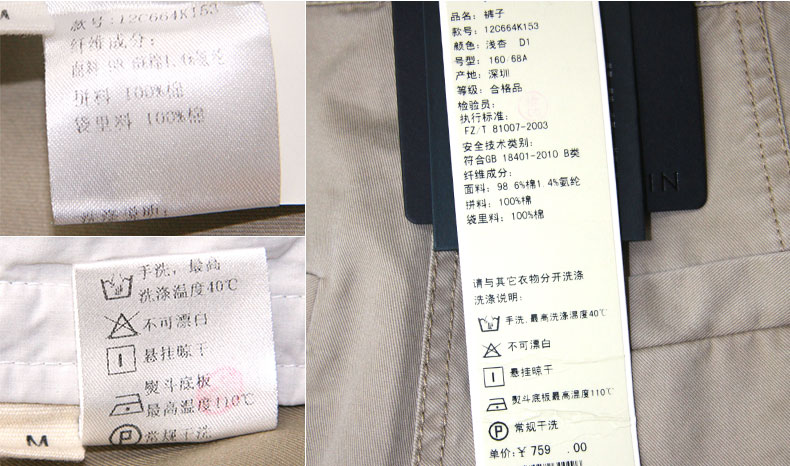 款号: 12C664K153
纤维成分:
拼料 100%棉
袋里料 100%棉
手洗, 最高
洗涤温度40℃
不可漂白
悬挂晾干
熨斗底板
最高温度110℃
P
常规干洗
M
品名: 裤子
款号: 12C664K153
颜色: 浅杏 D1
号型: 160 68A
产地: 深圳
等级: 合格品
检验员:
执行标准:
FZ/T 81007-2003
安全技术类别:
符合GB 18401-2010 B类
纤维成分:
面料: 98 6%棉1.4%氨纶
拼料: 100%棉
袋里料: 100%棉
请与其它衣物分开洗涤
洗涤说明:
手洗, 最高洗涤温度40℃
不可漂白
悬挂晾干
熨斗底板最高温度110℃
P
常规干洗
单价: ¥ 759 .00
IN